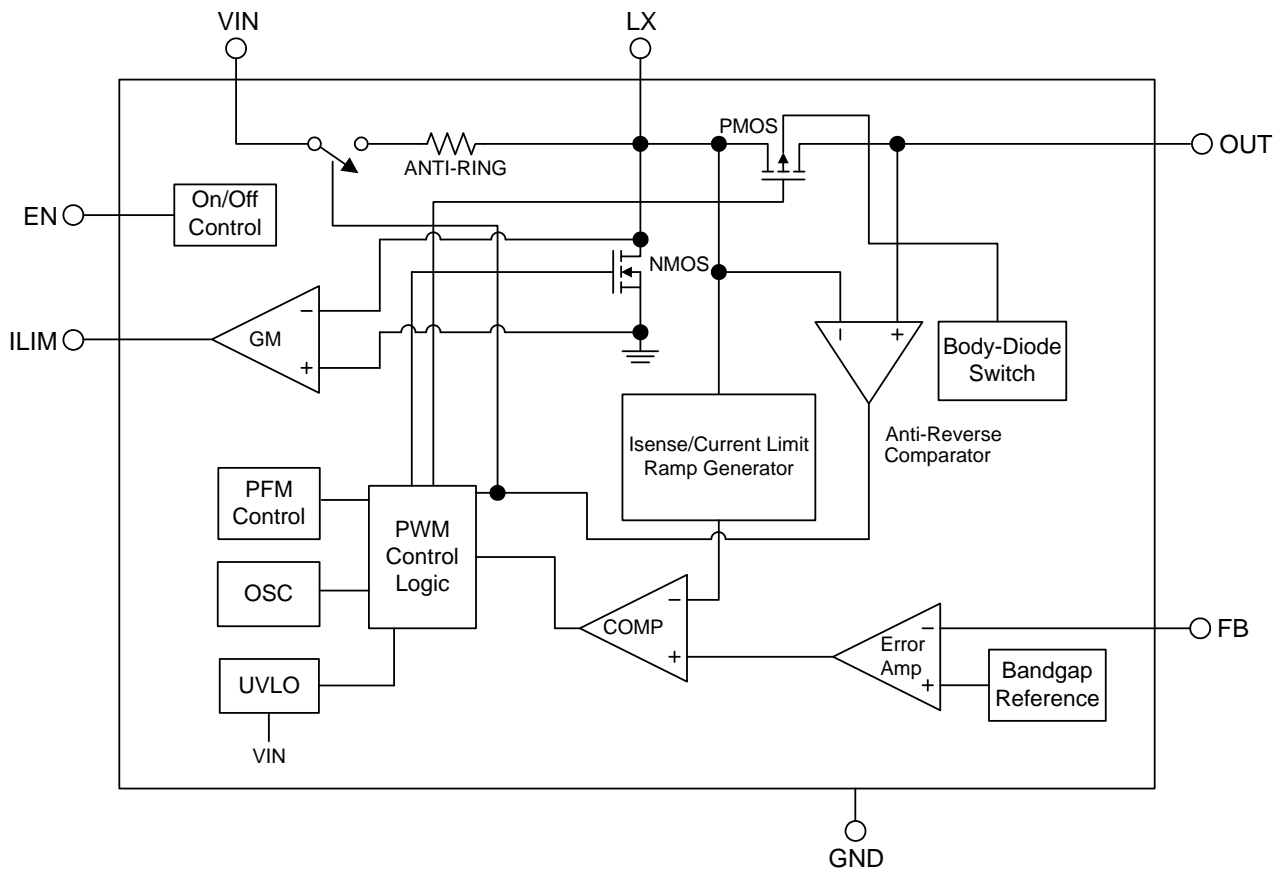 VIN
LX
PMOS
OUT
ANTI-RING
EN
On/Off
Control
NMOS
ILIM
GM
−
+
−
+
Body-Diode
Switch
Isense/Current Limit
Ramp Generator
Anti-Reverse
Comparator
PFM
Control
PWM
Control
Logic
OSC
COMP
−
+
Error
Amp
−
+
FB
Bandgap
Reference
UVLO
VIN
GND